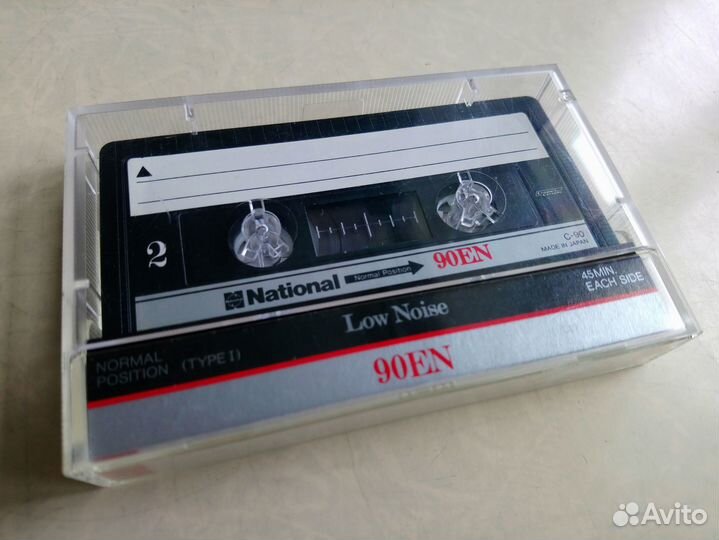 2
C-90
MADE IN JAPAN
National Normal Position 90EN
45MIN.
EACH SIDE
Low Noise
NORMAL
POSITION (TYPE I)
90EN
Avito